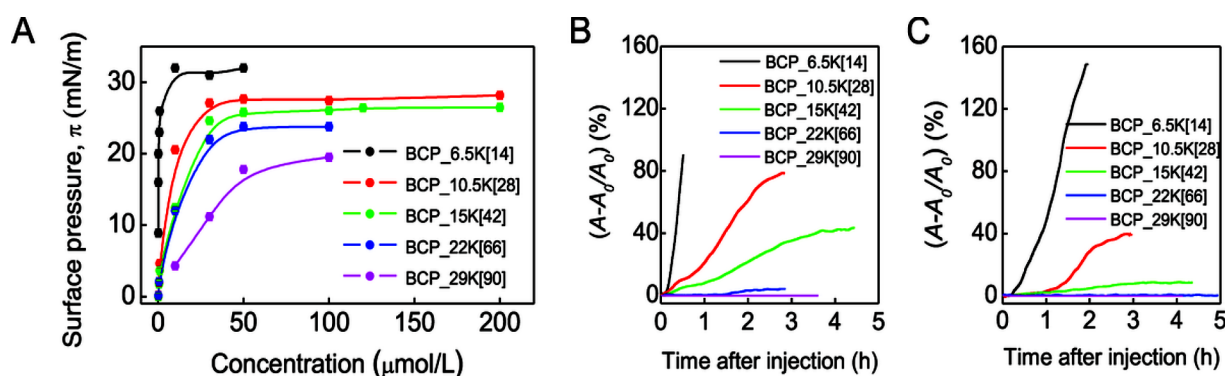 A
Surface pressure, π (mN/m)
30
20
10
0
BCP_6.5K[14]
BCP_10.5K[28]
BCP_15K[42]
BCP_22K[66]
BCP_29K[90]
0 50 100 150 200
Concentration (μmol/L)
B
(A-A0/A0) (%)
160
120
80
40
0
BCP_6.5K[14]
BCP_10.5K[28]
BCP_15K[42]
BCP_22K[66]
BCP_29K[90]
0 1 2 3 4 5
Time after injection (h)
C
(A-A0/A0) (%)
160
120
80
40
0
BCP_6.5K[14]
BCP_10.5K[28]
BCP_15K[42]
BCP_22K[66]
BCP_29K[90]
0 1 2 3 4 5
Time after injection (h)